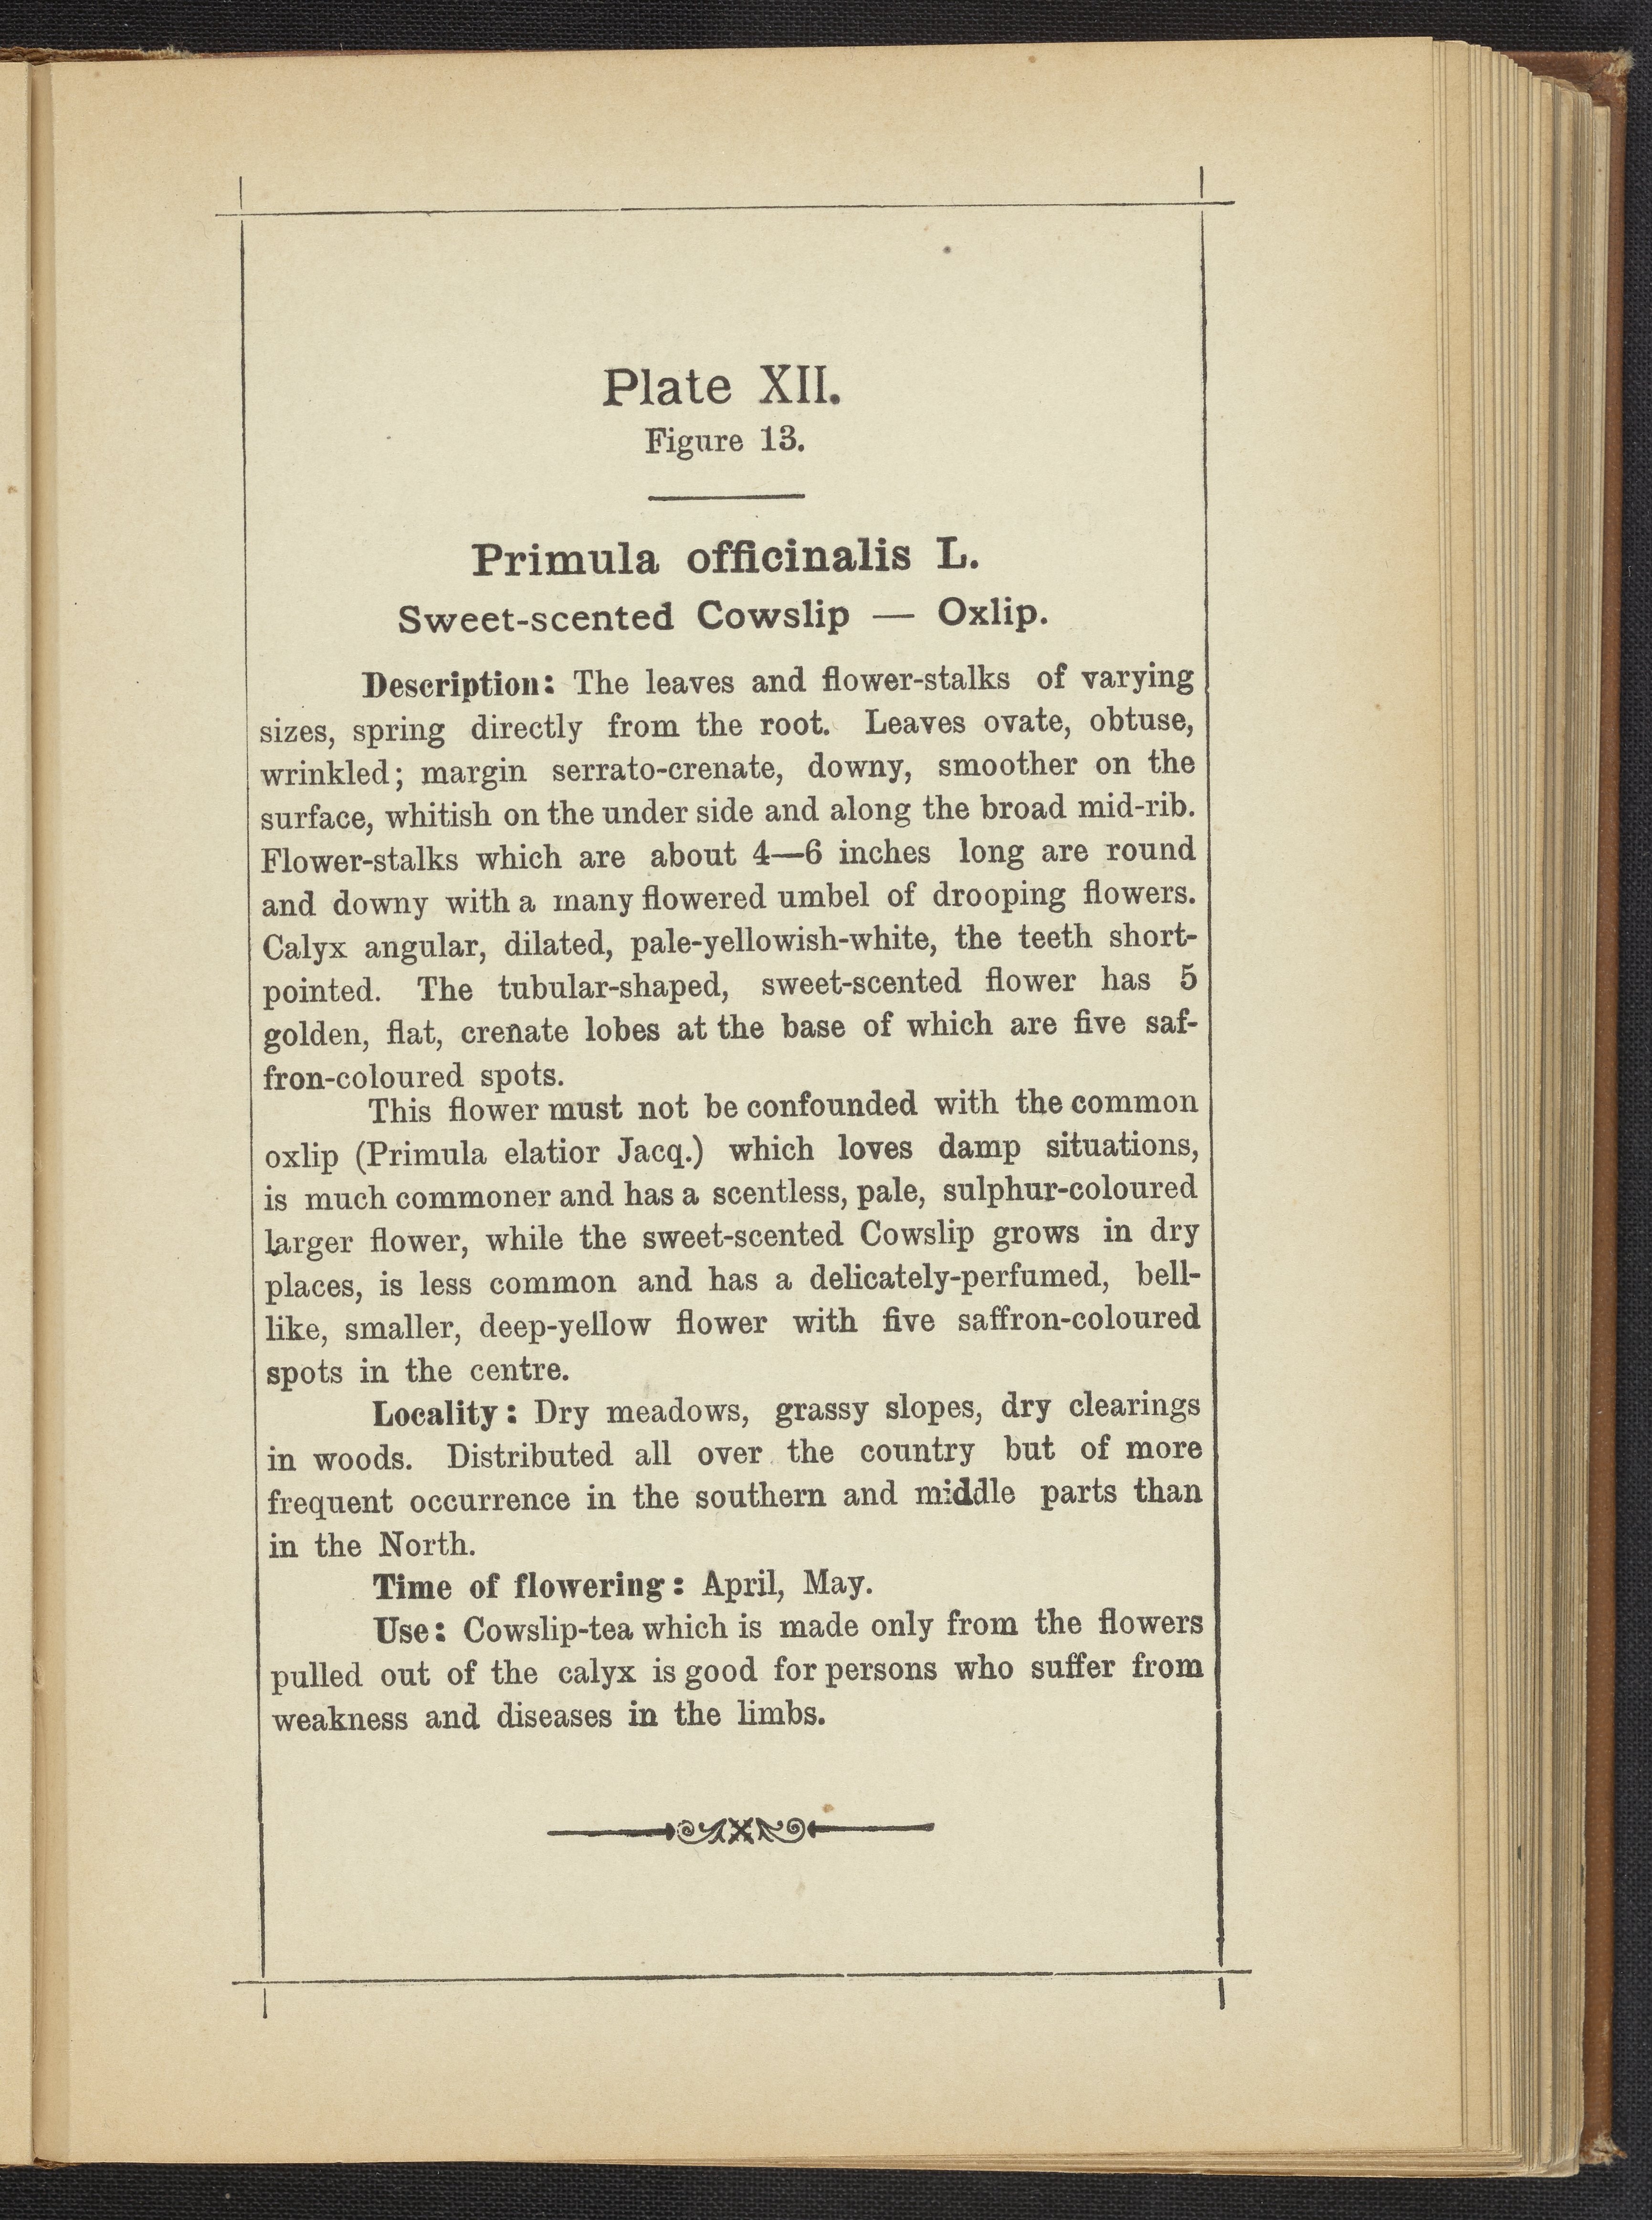 Plate XII.
Figure 13.
Primula officinalis L.
Sweet-scented Cowslip — Oxlip.
Description: The leaves and flower-stalks of varying
sizes, spring directly from the root. Leaves ovate, obtuse,
wrinkled; margin serrato-crenate, downy, smoother on the
surface, whitish on the under side and along the broad mid-rib.
Flower-stalks which are about 4—6 inches long are round
and downy with a many flowered umbel of drooping flowers.
Calyx angular, dilated, pale-yellowish-white, the teeth short-
pointed. The tubular-shaped, sweet-scented flower has 5
golden, flat, crenate lobes at the base of which are five saf-
fron-coloured spots.
This flower must not be confounded with the common
oxlip (Primula elatior Jacq.) which loves damp situations,
is much commoner and has a scentless, pale, sulphur-coloured
larger flower, while the sweet-scented Cowslip grows in dry
places, is less common and has a delicately-perfumed, bell-
like, smaller, deep-yellow flower with five saffron-coloured
spots in the centre.
Locality: Dry meadows, grassy slopes, dry clearings
in woods. Distributed all over the country but of more
frequent occurrence in the southern and middle parts than
in the North.
Time of flowering: April, May.
Use: Cowslip-tea which is made only from the flowers
pulled out of the calyx is good for persons who suffer from
weakness and diseases in the limbs.